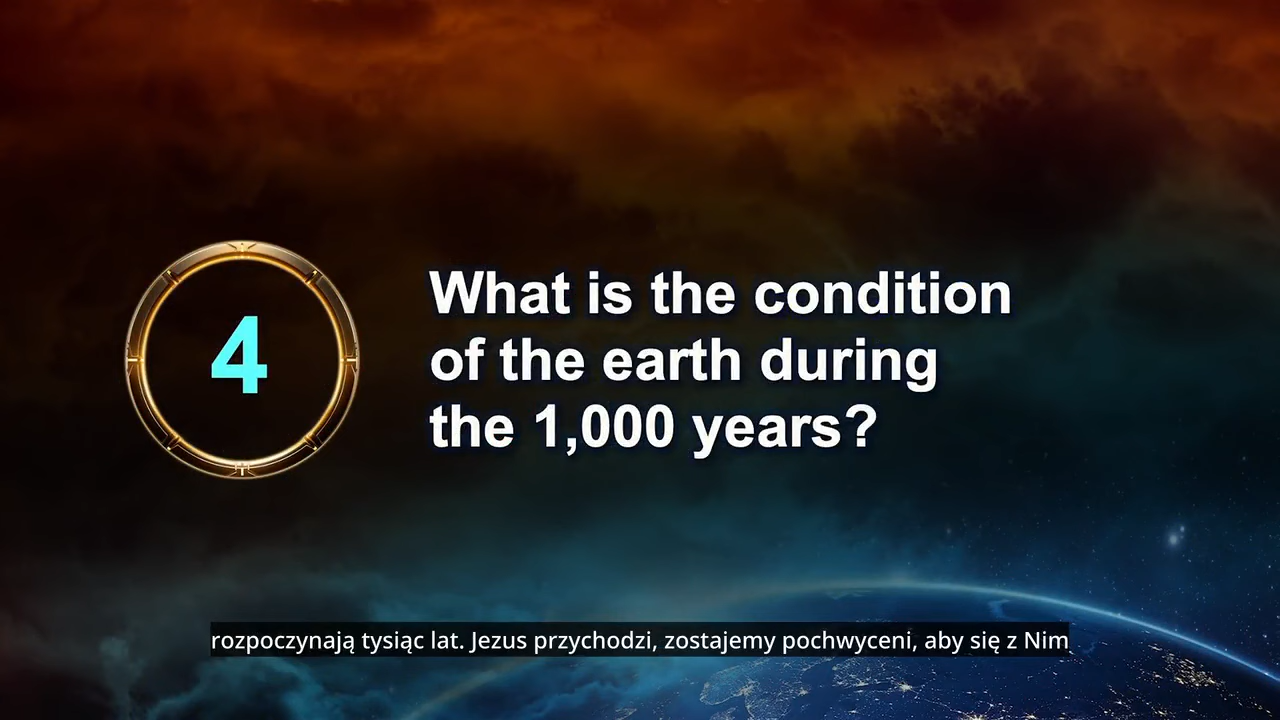 4
What is the condition
of the earth during
the 1,000 years?
rozpoczynają tysiąc lat. Jezus przychodzi, zostajemy pochwyceni, aby się z Nim